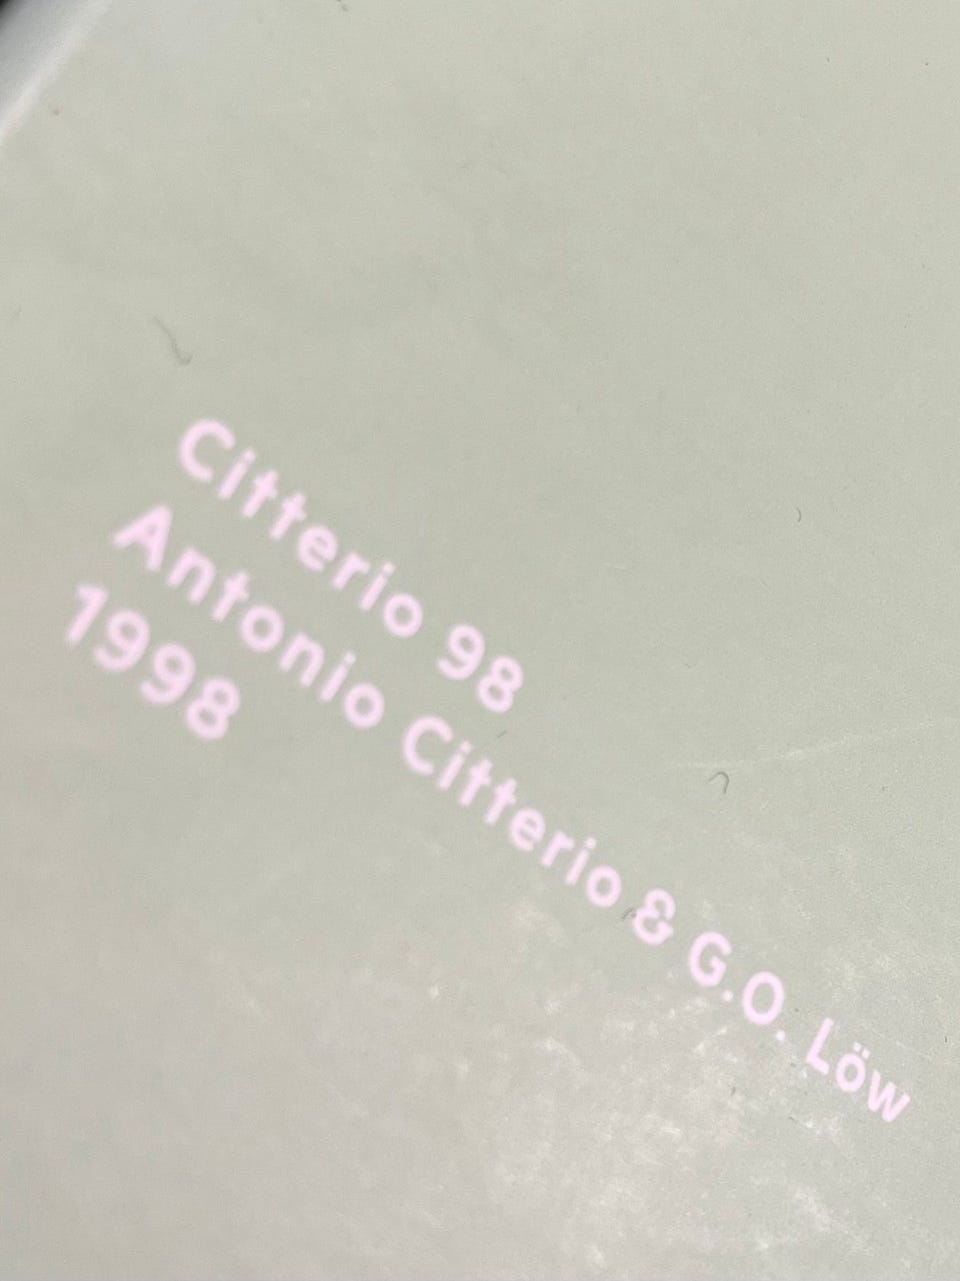 Citterio 98
Antonio Citterio & G.O. Löw
1998